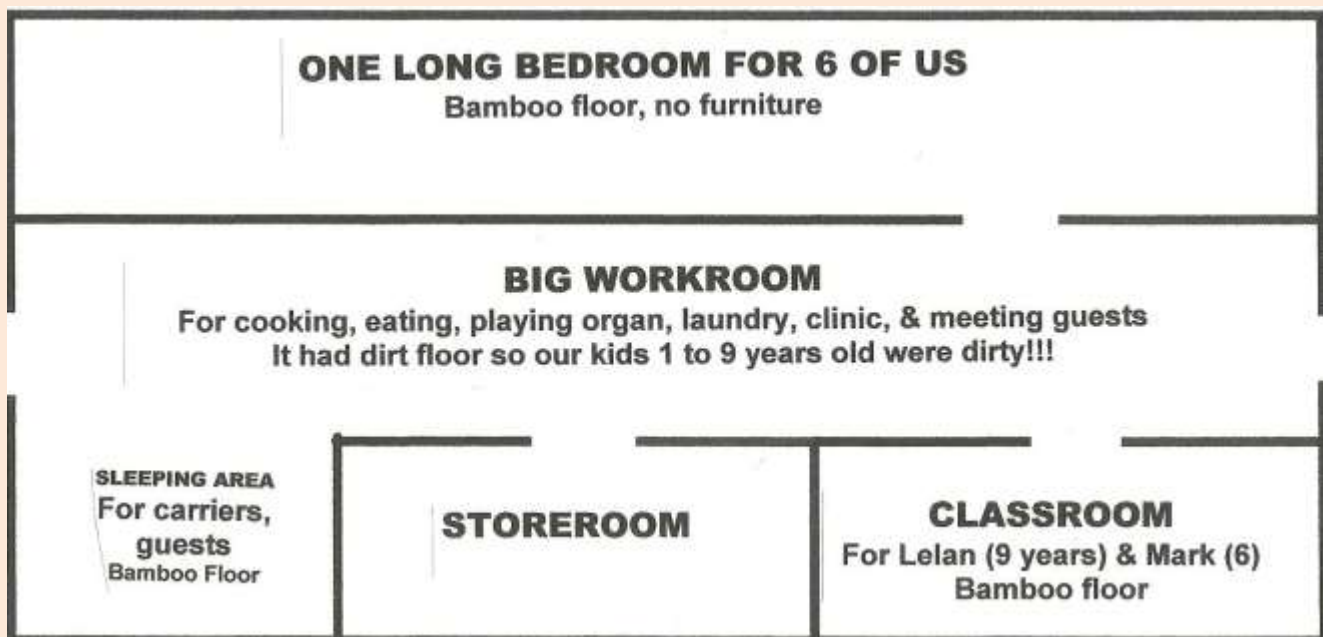 ONE LONG BEDROOM FOR 6 OF US
Bamboo floor, no furniture
BIG WORKROOM
For cooking, eating, playing organ, laundry, clinic, & meeting guests
It had dirt floor so our kids 1 to 9 years old were dirty!!!
SLEEPING AREA
For carriers,
guests
Bamboo Floor
STOREROOM
CLASSROOM
For Lelan (9 years) & Mark (6)
Bamboo floor